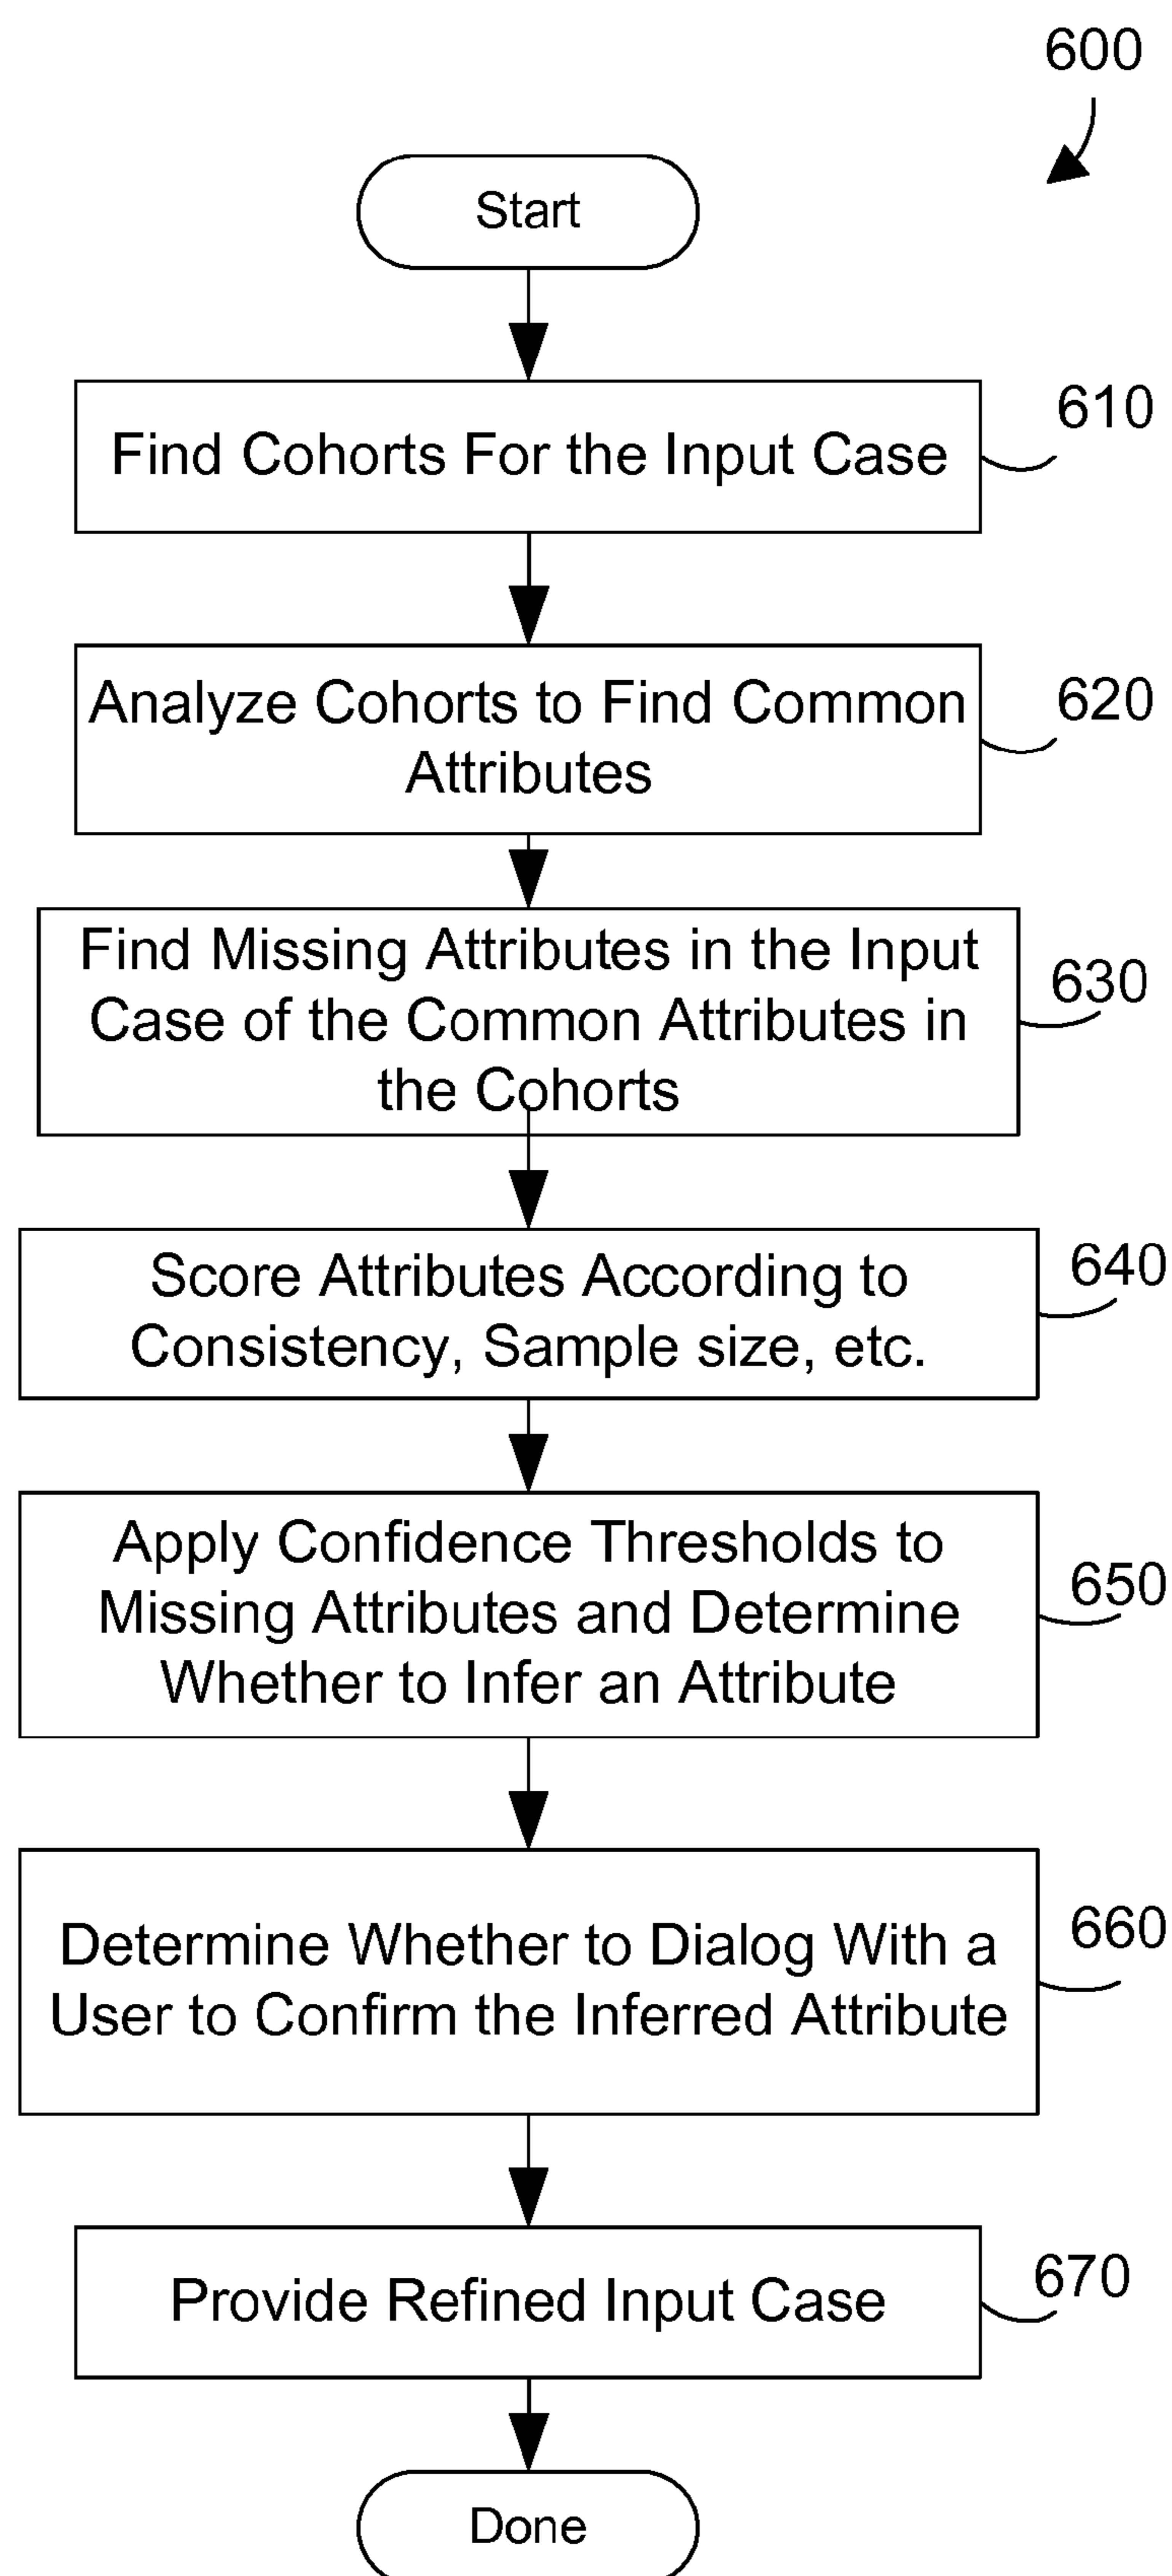 600
Start
Find Cohorts For the Input Case
610
Analyze Cohorts to Find Common
Attributes
620
Find Missing Attributes in the Input
Case of the Common Attributes in
the Cohorts
630
Score Attributes According to
Consistency, Sample size, etc.
640
Apply Confidence Thresholds to
Missing Attributes and Determine
Whether to Infer an Attribute
650
Determine Whether to Dialog With a
User to Confirm the Inferred Attribute
660
Provide Refined Input Case
670
Done